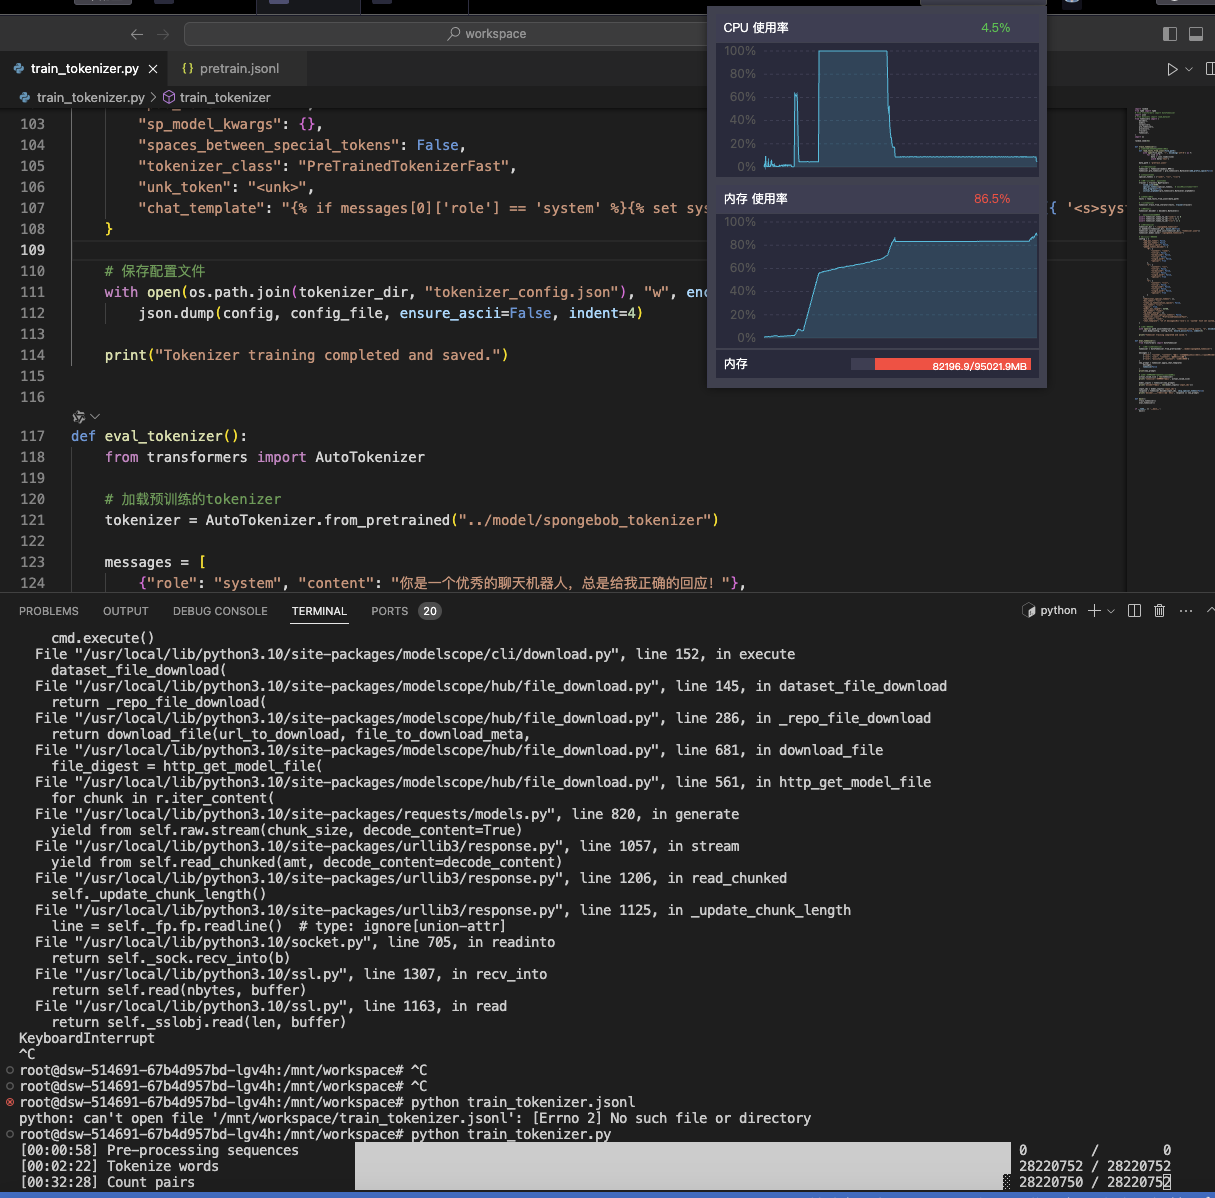 workspace
train_tokenizer.py
{} pretrain.jsonl
train_tokenizer.py > train_tokenizer
CPU 使用率 4.5%
100%
80%
60%
40%
20%
0%
内存 使用率 86.5%
100%
80%
60%
40%
20%
0%
内存 82196.9/95021.9MB
103 "sp_model_kwargs": {},
104 "spaces_between_special_tokens": False,
105 "tokenizer_class": "PreTrainedTokenizerFast",
106 "unk_token": "<unk>",
107 "chat_template": "{% if messages[0]['role'] == 'system' %}{% set sys {{ '<s>sys
108 }
109
110 # 保存配置文件
111 with open(os.path.join(tokenizer_dir, "tokenizer_config.json"), "w", enc
112 json.dump(config, config_file, ensure_ascii=False, indent=4)
113
114 print("Tokenizer training completed and saved.")
115
116
117 def eval_tokenizer():
118 from transformers import AutoTokenizer
119
120 # 加载预训练的tokenizer
121 tokenizer = AutoTokenizer.from_pretrained("../model/spongebob_tokenizer")
122
123 messages = [
124 {"role": "system", "content": "你是一个优秀的聊天机器人，总是给我正确的回应！"},
PROBLEMS OUTPUT DEBUG CONSOLE TERMINAL PORTS 20 python
cmd.execute()
File "/usr/local/lib/python3.10/site-packages/modelscope/cli/download.py", line 152, in execute
dataset_file_download(
File "/usr/local/lib/python3.10/site-packages/modelscope/hub/file_download.py", line 145, in dataset_file_download
return _repo_file_download(
File "/usr/local/lib/python3.10/site-packages/modelscope/hub/file_download.py", line 286, in _repo_file_download
return download_file(url_to_download, file_to_download_meta,
File "/usr/local/lib/python3.10/site-packages/modelscope/hub/file_download.py", line 681, in download_file
file_digest = http_get_model_file(
File "/usr/local/lib/python3.10/site-packages/modelscope/hub/file_download.py", line 561, in http_get_model_file
for chunk in r.iter_content(
File "/usr/local/lib/python3.10/site-packages/requests/models.py", line 820, in generate
yield from self.raw.stream(chunk_size, decode_content=True)
File "/usr/local/lib/python3.10/site-packages/urllib3/response.py", line 1057, in stream
yield from self.read_chunked(amt, decode_content=decode_content)
File "/usr/local/lib/python3.10/site-packages/urllib3/response.py", line 1206, in read_chunked
self._update_chunk_length()
File "/usr/local/lib/python3.10/site-packages/urllib3/response.py", line 1125, in _update_chunk_length
line = self._fp.fp.readline()  # type: ignore[union-attr]
File "/usr/local/lib/python3.10/socket.py", line 705, in readinto
return self._sock.recv_into(b)
File "/usr/local/lib/python3.10/ssl.py", line 1307, in recv_into
return self.read(nbytes, buffer)
File "/usr/local/lib/python3.10/ssl.py", line 1163, in read
return self._sslobj.read(len, buffer)
KeyboardInterrupt
^C
root@dsw-514691-67b4d957bd-lgv4h:/mnt/workspace# ^C
root@dsw-514691-67b4d957bd-lgv4h:/mnt/workspace# ^C
root@dsw-514691-67b4d957bd-lgv4h:/mnt/workspace# python train_tokenizer.jsonl
python: can't open file '/mnt/workspace/train_tokenizer.jsonl': [Errno 2] No such file or directory
root@dsw-514691-67b4d957bd-lgv4h:/mnt/workspace# python train_tokenizer.py
[00:00:58] Pre-processing sequences 0 / 0
[00:02:22] Tokenize words 28220752 / 28220752
[00:32:28] Count pairs 28220750 / 28220752